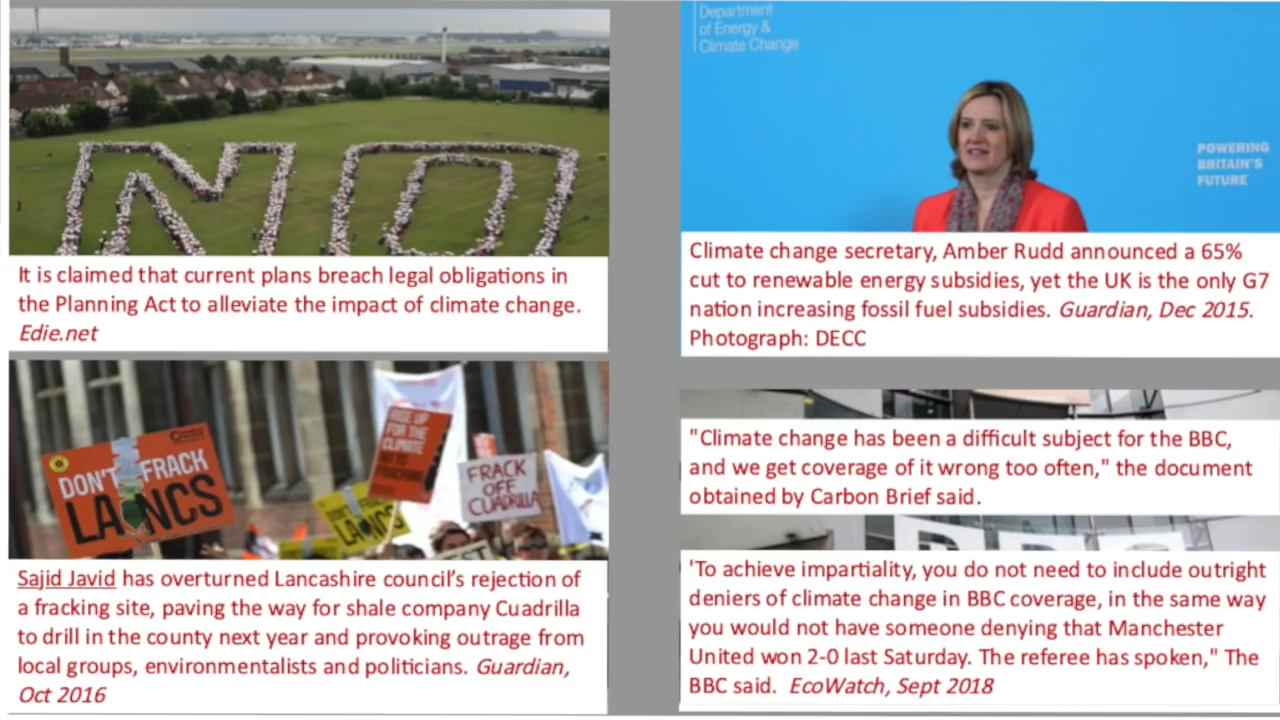 NO
It is claimed that current plans breach legal obligations in
the Planning Act to alleviate the impact of climate change.
Edie.net
Department
of Energy &
Climate Change
POWERING
BRITAIN'S
FUTURE
Climate change secretary, Amber Rudd announced a 65%
cut to renewable energy subsidies, yet the UK is the only G7
nation increasing fossil fuel subsidies. Guardian, Dec 2015.
Photograph: DECC
DON'T FRACK
LANCS
RISE UP
FOR THE
CLIMATE
FRACK
OFF
CUADRILLA
LANCS
Sajid Javid has overturned Lancashire council's rejection of
a fracking site, paving the way for shale company Cuadrilla
to drill in the county next year and provoking outrage from
local groups, environmentalists and politicians. Guardian,
Oct 2016
"Climate change has been a difficult subject for the BBC,
and we get coverage of it wrong too often," the document
obtained by Carbon Brief said.
'To achieve impartiality, you do not need to include outright
deniers of climate change in BBC coverage, in the same way
you would not have someone denying that Manchester
United won 2-0 last Saturday. The referee has spoken," The
BBC said. EcoWatch, Sept 2018